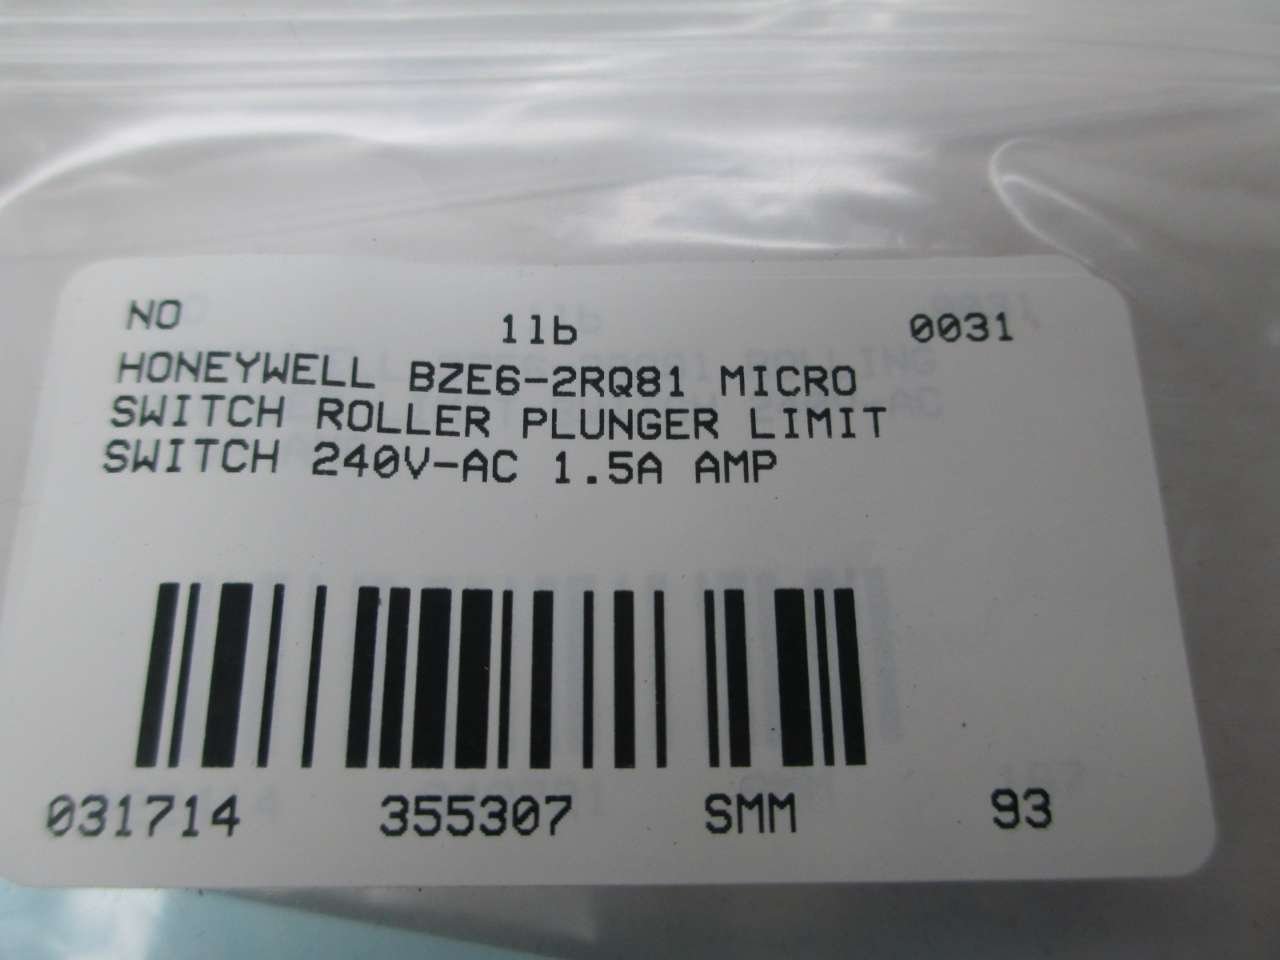 NO 1lb 0031
HONEYWELL BZE6-2RQ81 MICRO
SWITCH ROLLER PLUNGER LIMIT
SWITCH 240V-AC 1.5A AMP
031714 355307 SMM 93